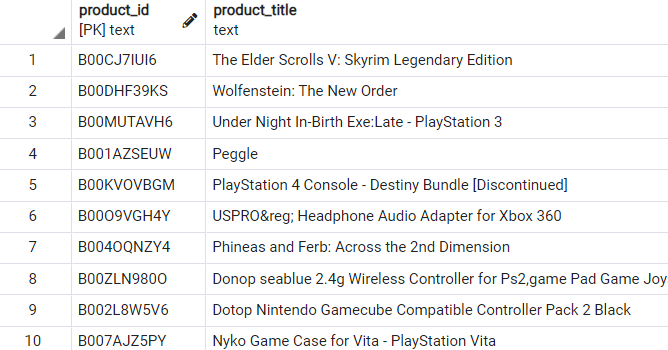 product_id product_title
[PK] text text
1 B00CJ7IUI6 The Elder Scrolls V: Skyrim Legendary Edition
2 B00DHF39KS Wolfenstein: The New Order
3 B00MUTAVH6 Under Night In-Birth Exe:Late - PlayStation 3
4 B001AZSEUW Peggle
5 B00KVOVBGM PlayStation 4 Console - Destiny Bundle [Discontinued]
6 B00O9VGH4Y USPRO&reg; Headphone Audio Adapter for Xbox 360
7 B004OQNZY4 Phineas and Ferb: Across the 2nd Dimension
8 B00ZLN980O Donop seablue 2.4g Wireless Controller for Ps2,game Pad Game Joy
9 B002L8W5V6 Dotop Nintendo Gamecube Compatible Controller Pack 2 Black
10 B007AJZ5PY Nyko Game Case for Vita - PlayStation Vita